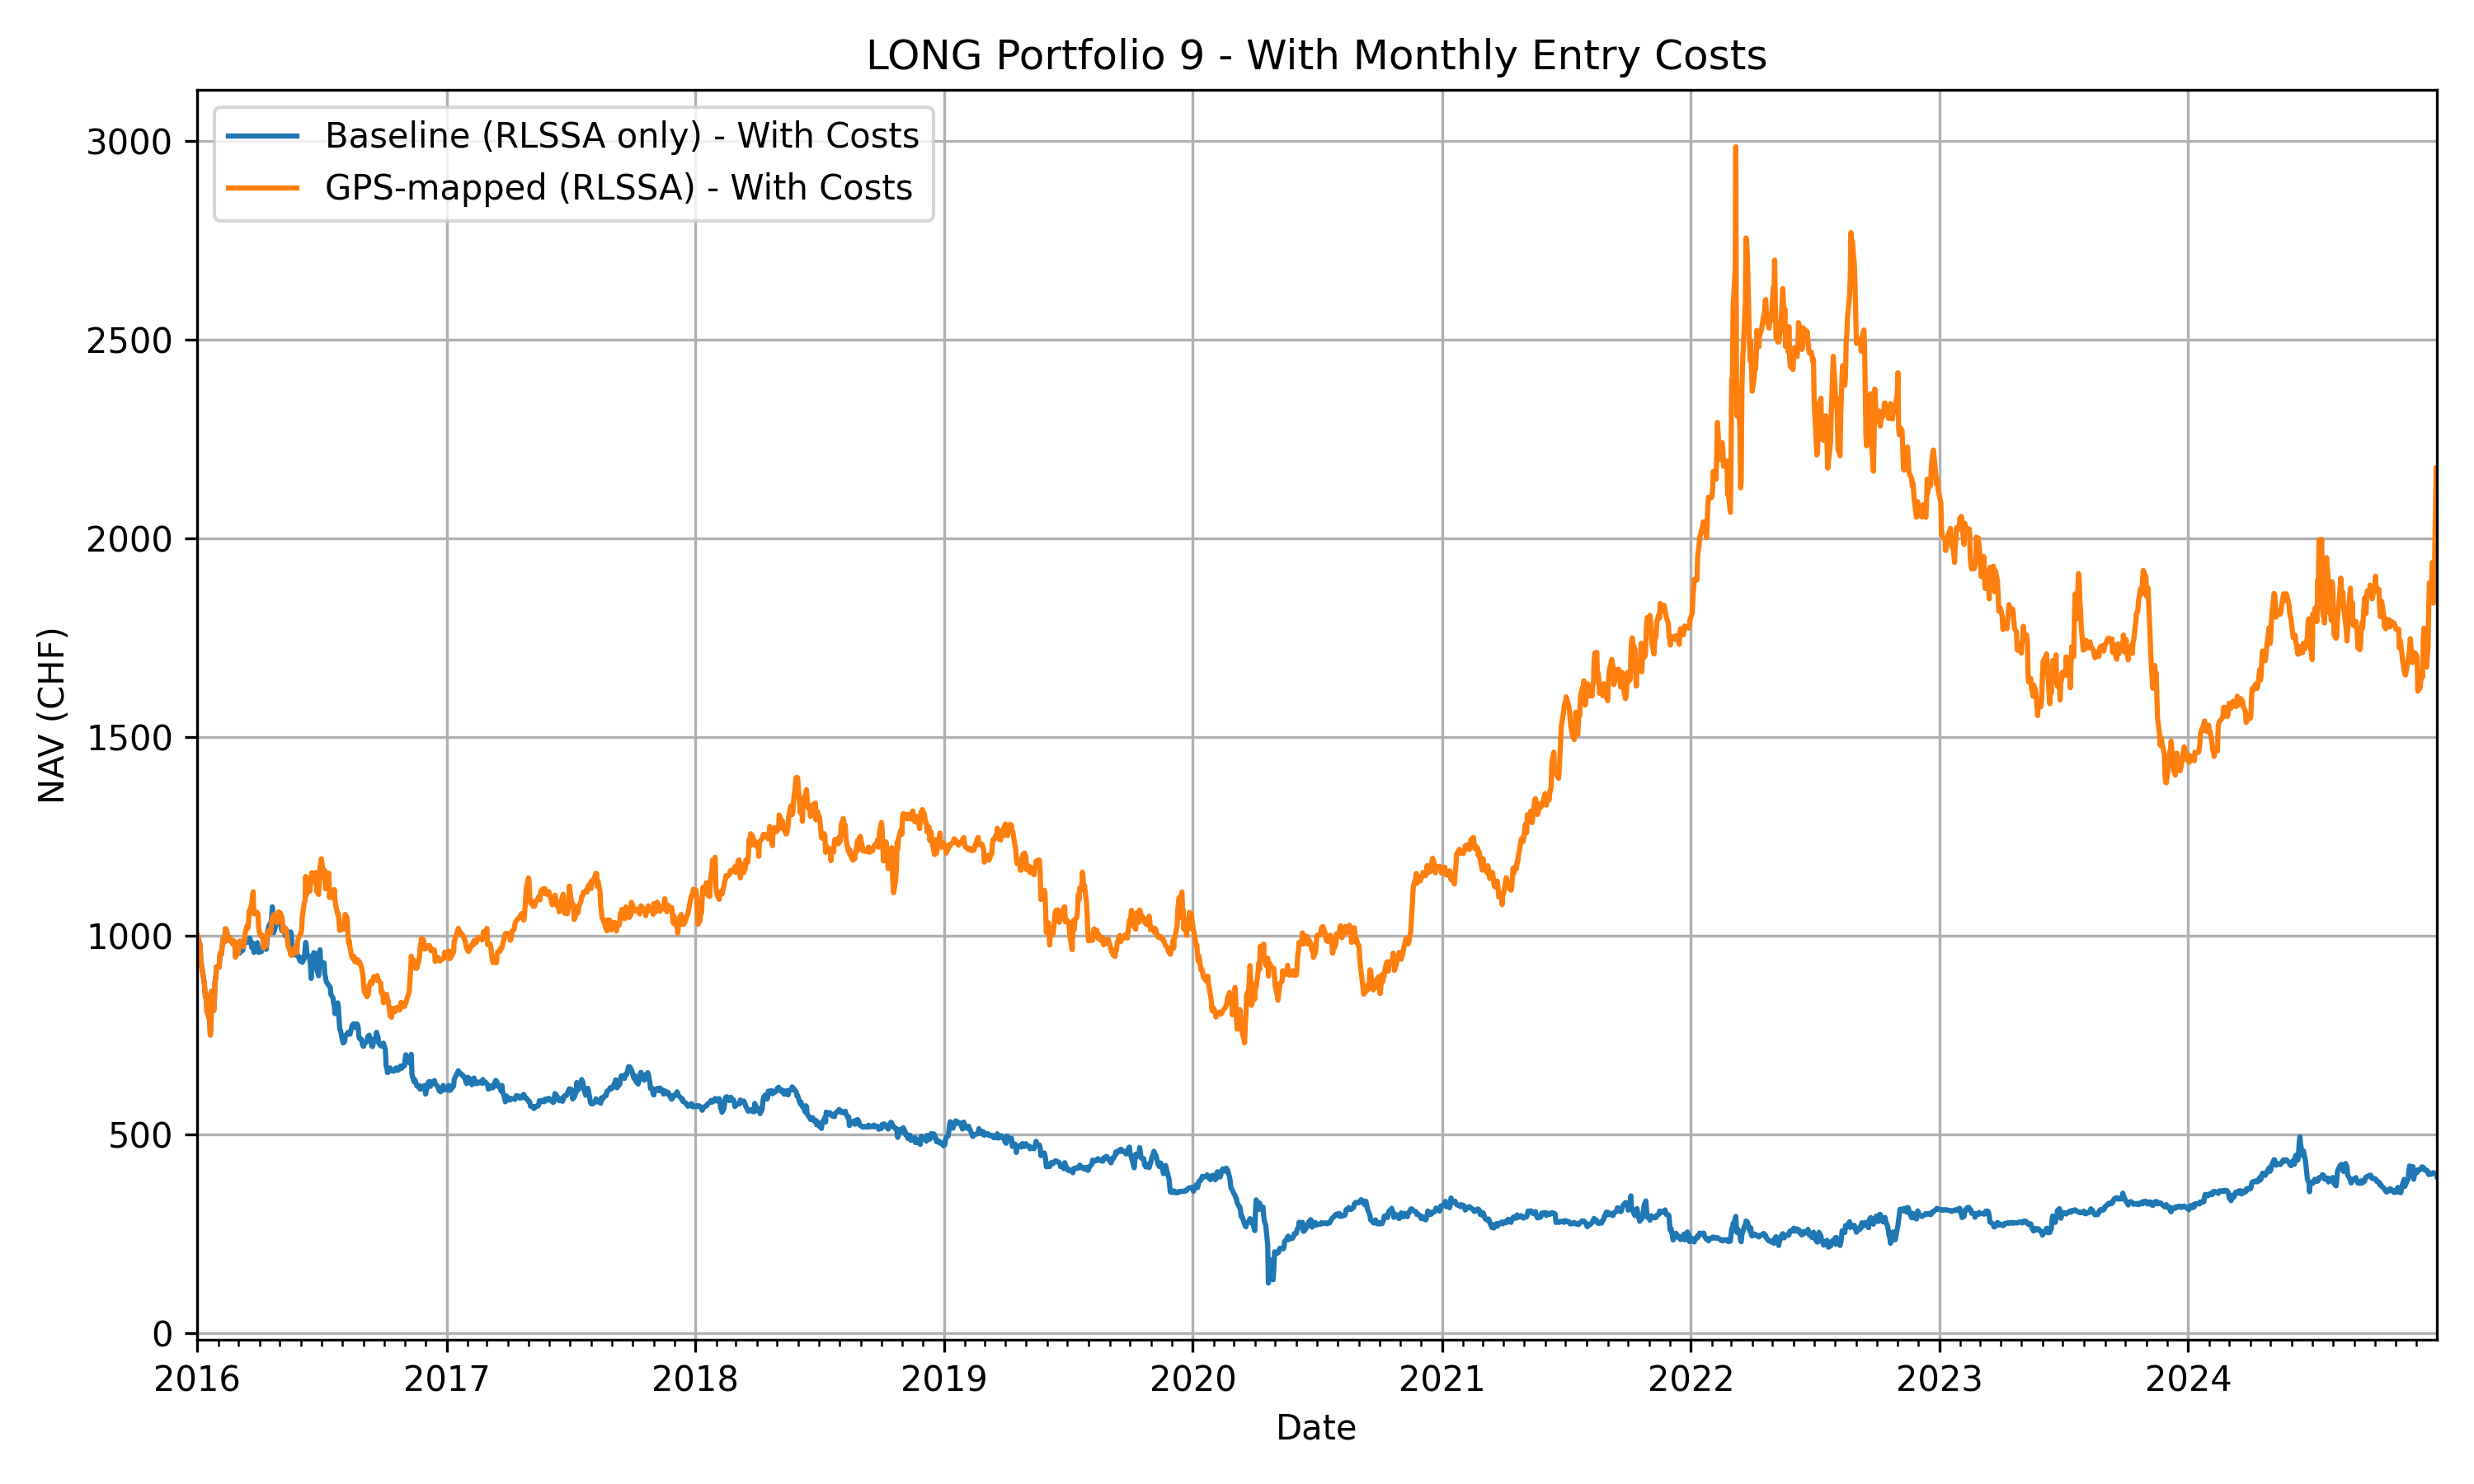 LONG Portfolio 9 - With Monthly Entry Costs
Baseline (RLSSA only) - With Costs
GPS-mapped (RLSSA) - With Costs
3000
2500
2000
1500
1000
500
0
NAV (CHF)
2016 2017 2018 2019 2020 2021 2022 2023 2024
Date